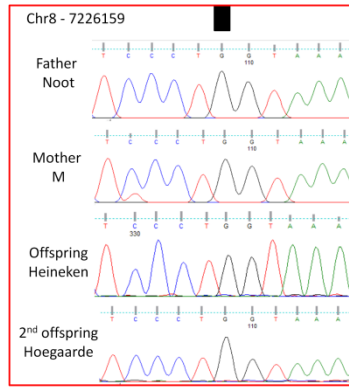 Chr8 - 7226159
T C C C T G G T A A A
110
Father
Noot
T C C C T G G T A A A
110
Mother
M
T C C C T G G T A A A
330
Offspring
Heineken
T C C C T G G T A A A
110
2nd offspring
Hoegaarde